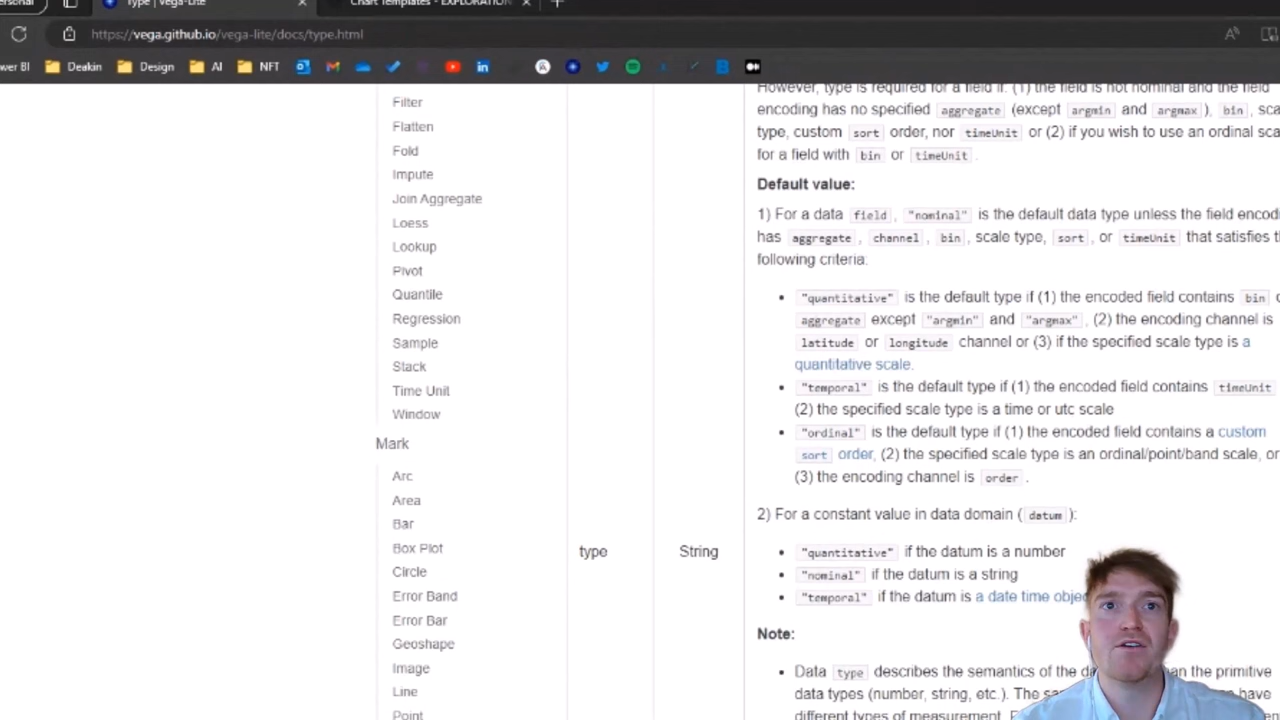 ersonal
Type | Vega-Lite
Chart Templates - EXPLORATION
https://vega.github.io/vega-lite/docs/type.html
wer BI
Deakin
Design
AI
NFT
Filter
Flatten
Fold
Impute
Join Aggregate
Loess
Lookup
Pivot
Quantile
Regression
Sample
Stack
Time Unit
Window
Mark
Arc
Area
Bar
Box Plot
Circle
Error Band
Error Bar
Geoshape
Image
Line
Point
type
String
However, type is required for a field if: (1) the field is not nominal and the field
encoding has no specified aggregate (except argmin and argmax), bin, sca
type, custom sort order, nor timeUnit or (2) if you wish to use an ordinal sca
for a field with bin or timeUnit.
Default value:
1) For a data field, "nominal" is the default data type unless the field encodi
has aggregate, channel, bin, scale type, sort, or timeUnit that satisfies th
following criteria:
• "quantitative" is the default type if (1) the encoded field contains bin o
aggregate except "argmin" and "argmax", (2) the encoding channel is
latitude or longitude channel or (3) if the specified scale type is a
quantitative scale.
• "temporal" is the default type if (1) the encoded field contains timeUnit
(2) the specified scale type is a time or utc scale
• "ordinal" is the default type if (1) the encoded field contains a custom
sort order, (2) the specified scale type is an ordinal/point/band scale, or
(3) the encoding channel is order.
2) For a constant value in data domain (datum):
• "quantitative" if the datum is a number
• "nominal" if the datum is a string
• "temporal" if the datum is a date time objec
Note:
• Data type describes the semantics of the da an the primitive
data types (number, string, etc.). The sa have
different types of measurement.